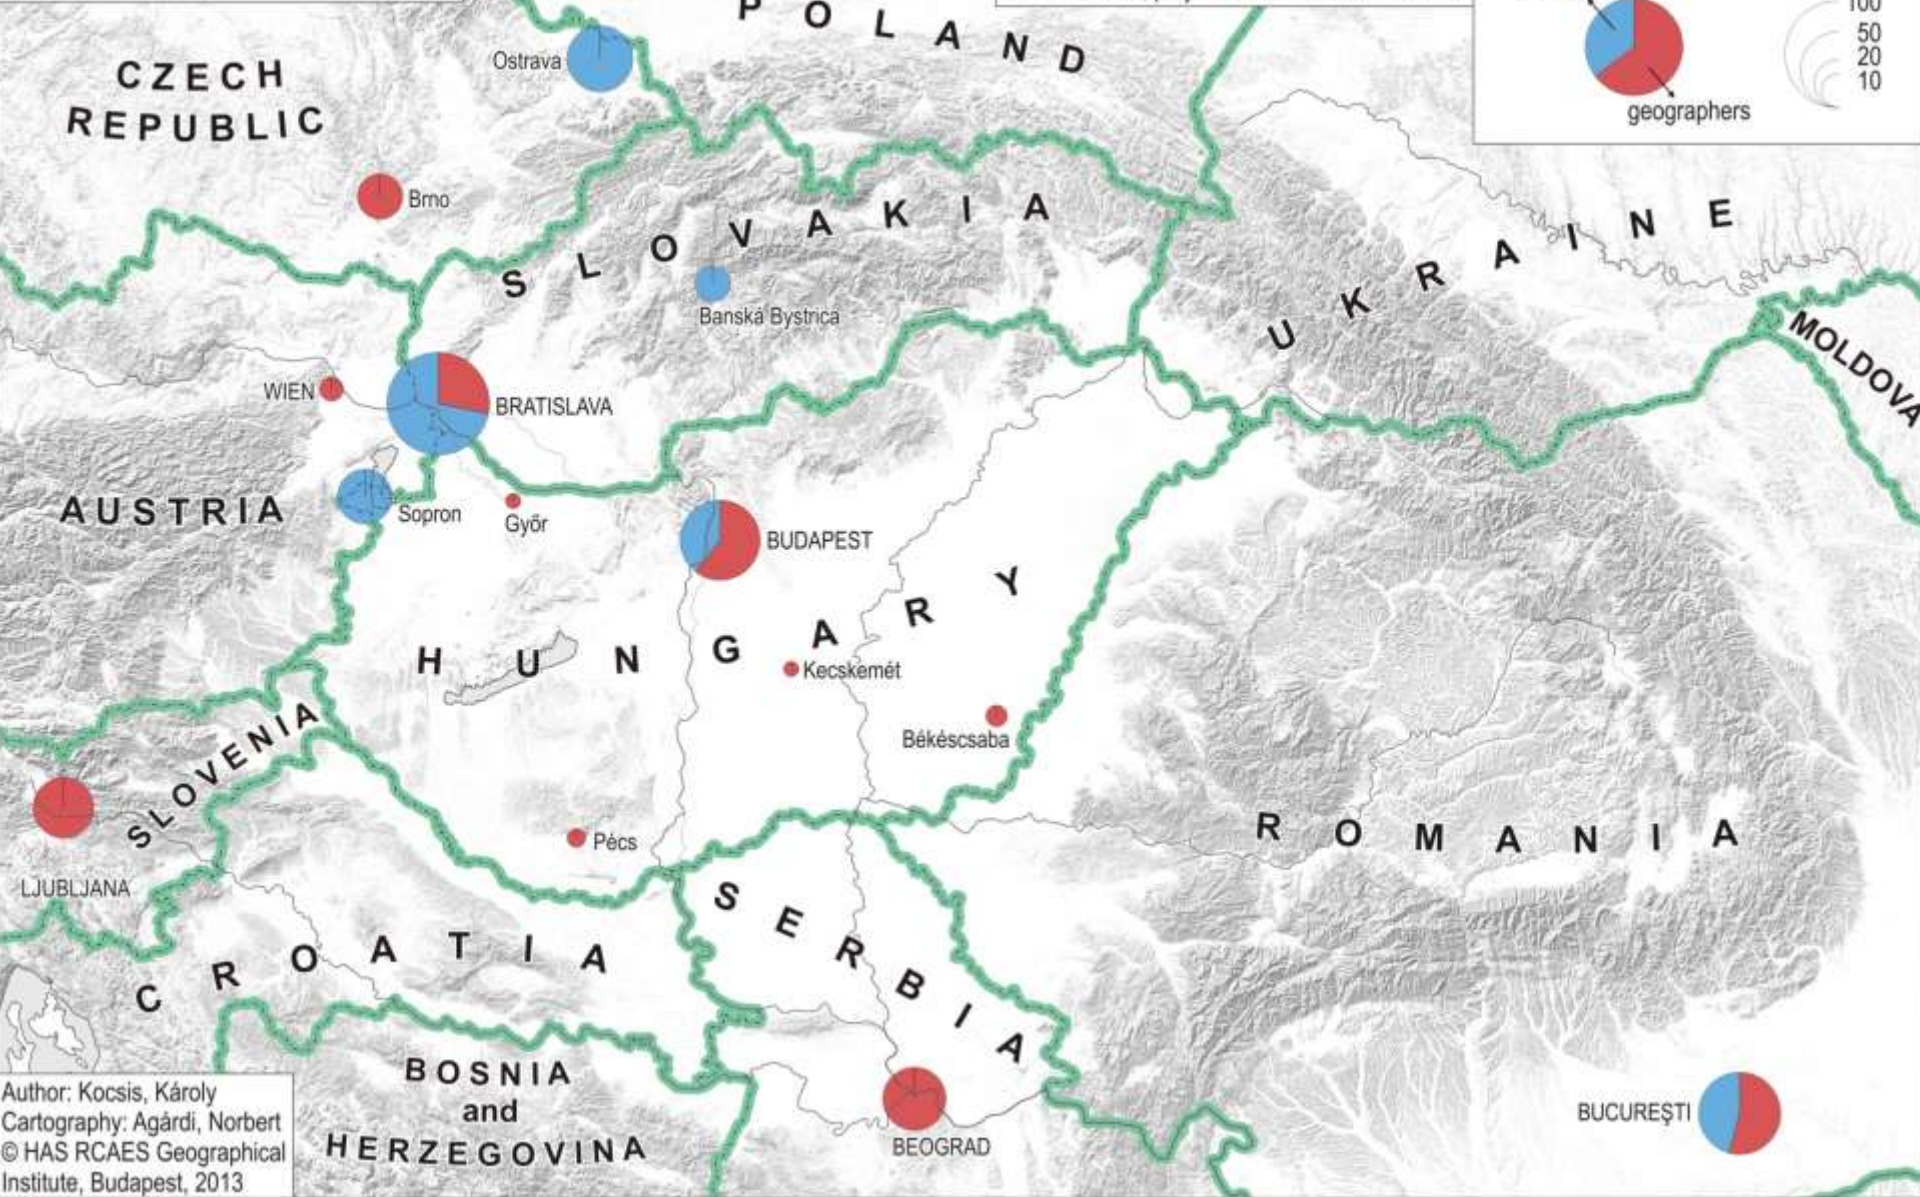 POLAND
100
50
20
10
geographers
CZECH
REPUBLIC
Ostrava
Brno
SLOVAKIA
Banská Bystrica
UKRAINE
MOLDOVA
WIEN
BRATISLAVA
AUSTRIA
Sopron
Győr
BUDAPEST
HUNGARY
Kecskemét
Békéscsaba
SLOVENIA
LJUBLJANA
Pécs
ROMANIA
SERBIA
CROATIA
BOSNIA
and
HERZEGOVINA
BEOGRAD
BUCUREŞTI
Author: Kocsis, Károly
Cartography: Agárdi, Norbert
© HAS RCAES Geographical
Institute, Budapest, 2013